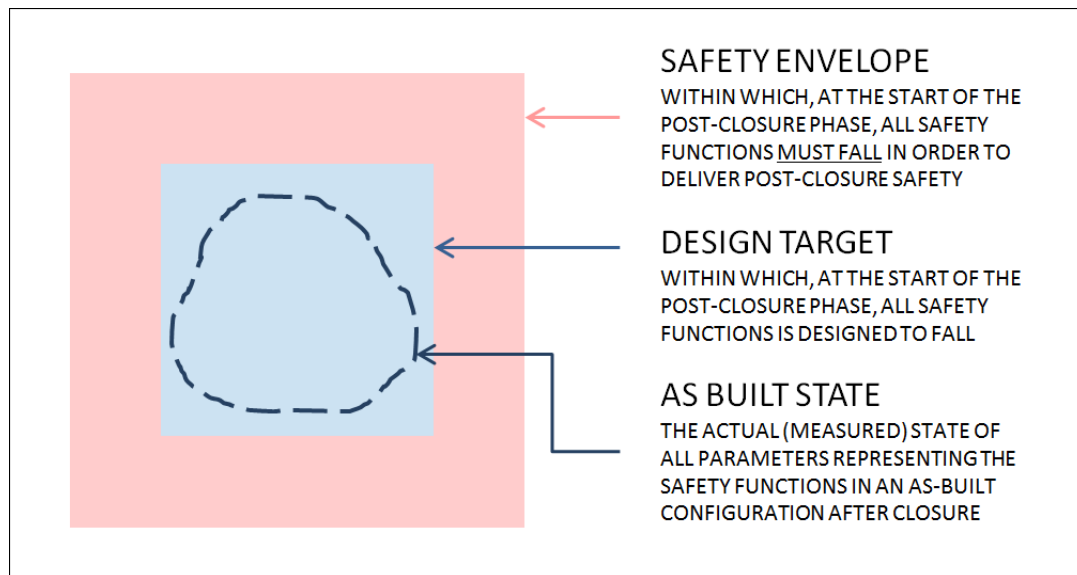 SAFETY ENVELOPE
WITHIN WHICH, AT THE START OF THE
POST-CLOSURE PHASE, ALL SAFETY
FUNCTIONS MUST FALL IN ORDER TO
DELIVER POST-CLOSURE SAFETY
DESIGN TARGET
WITHIN WHICH, AT THE START OF THE
POST-CLOSURE PHASE, ALL SAFETY
FUNCTIONS IS DESIGNED TO FALL
AS BUILT STATE
THE ACTUAL (MEASURED) STATE OF
ALL PARAMETERS REPRESENTING THE
SAFETY FUNCTIONS IN AN AS-BUILT
CONFIGURATION AFTER CLOSURE